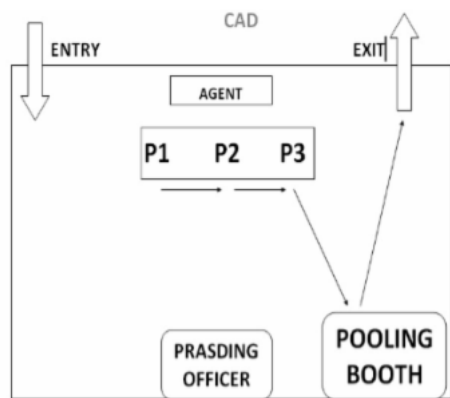 CAD
ENTRY
EXIT
AGENT
P1 P2 P3
PRASDING
OFFICER
POOLING
BOOTH